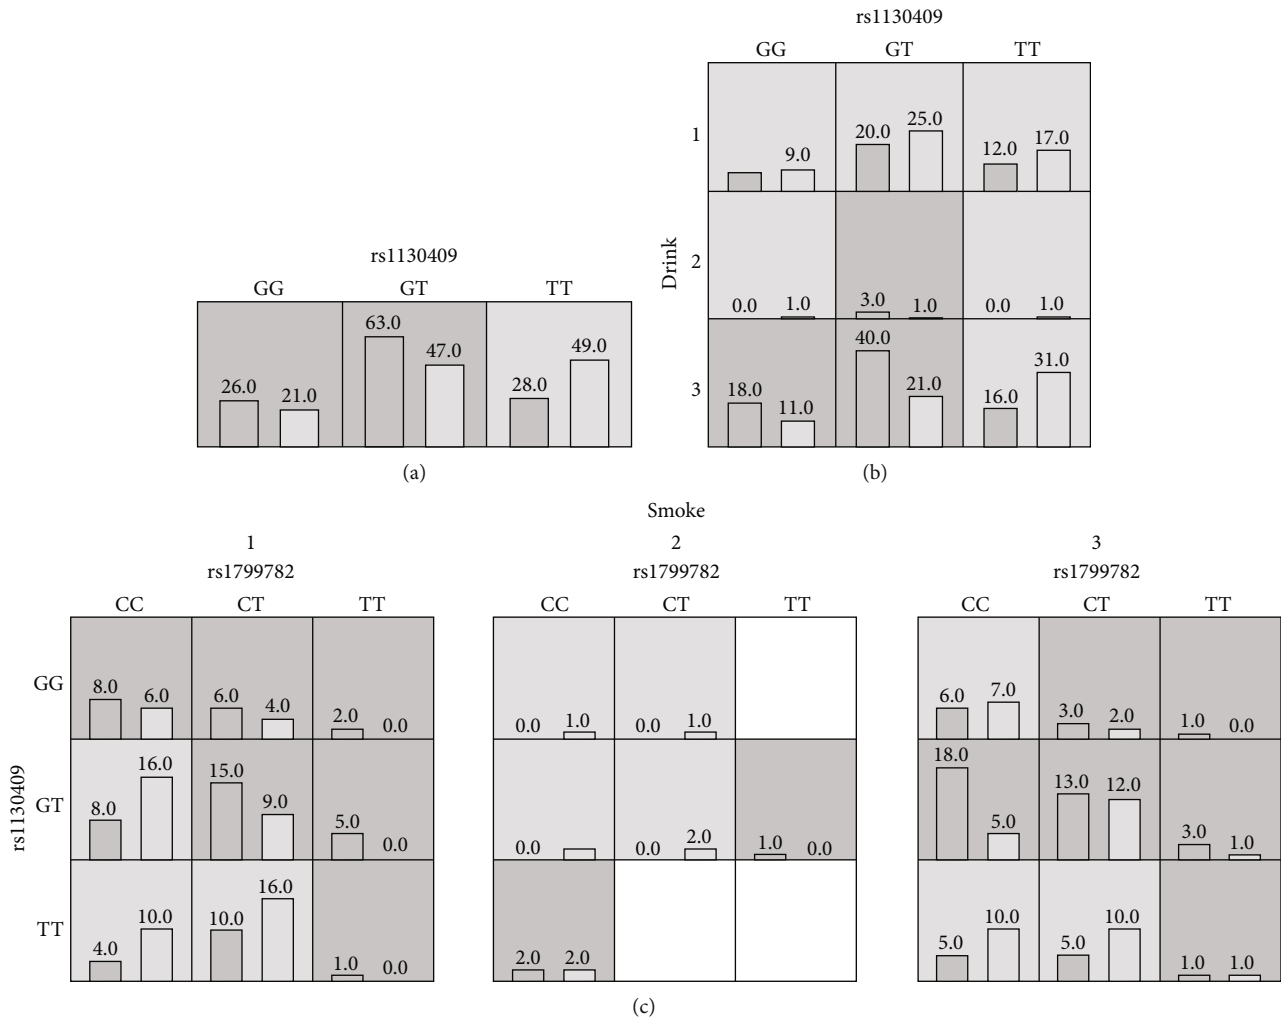 rs1130409
GG GT TT
26.0 21.0 63.0 47.0 28.0 49.0
(a)
rs1130409
GG GT TT
Drink
1
9.0 20.0 25.0 12.0 17.0
2
0.0 1.0 3.0 1.0 0.0 1.0
3
18.0 11.0 40.0 21.0 16.0 31.0
(b)
Smoke
1 2 3
rs1799782 rs1799782 rs1799782
CC CT TT CC CT TT CC CT TT
rs1130409
GG
8.0 6.0 6.0 4.0 2.0 0.0 0.0 1.0 0.0 1.0 6.0 7.0 3.0 2.0 1.0 0.0
GT
8.0 16.0 15.0 9.0 5.0 0.0 0.0 0.0 2.0 1.0 0.0 18.0 5.0 13.0 12.0 3.0 1.0
TT
4.0 10.0 10.0 16.0 1.0 0.0 2.0 2.0 5.0 10.0 5.0 10.0 1.0 1.0
(c)